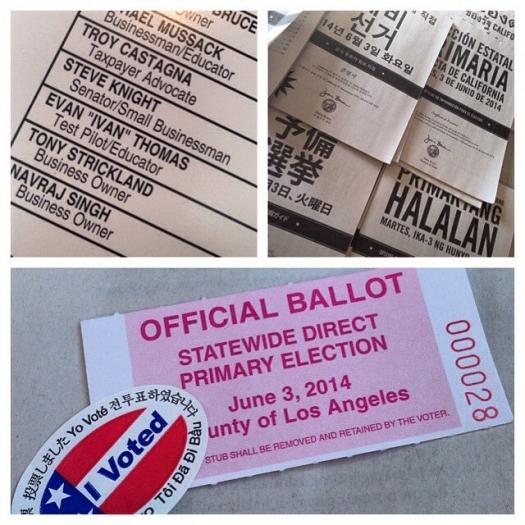 BRUCE
Owner
MICHAEL MUSSACK
Businessman/Educator
TROY CASTAGNA
Taxpayer Advocate
STEVE KNIGHT
Senator/Small Businessman
EVAN "IVAN" THOMAS
Test Pilot/Educator
TONY STRICKLAND
Business Owner
NAVRAJ SINGH
Business Owner
예비
선거
14년 6월 3일 화요일
ESTATAL
PRIMARIA
DE CALIFORNIA
3 DE JUNIO DE 2014
予備
選挙
3日、火曜日
PRIMARYANG
HALALAN
MARTES, IKA-3 NG HUNYO
OFFICIAL BALLOT
STATEWIDE DIRECT
PRIMARY ELECTION
June 3, 2014
unty of Los Angeles
STUB SHALL BE REMOVED AND RETAINED BY THE VOTER.
000028
投票しました Yo Voté 전투표하였습니다
I Voted
Tôi Đã Đi Bầu